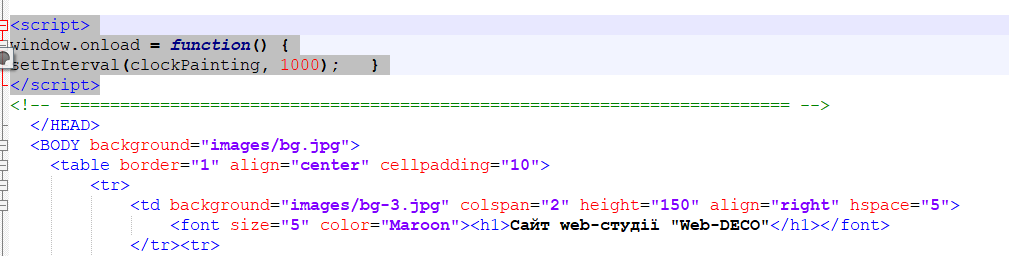 <script>
window.onload = function() {
setInterval(clockPainting, 1000);   }
</script>
<!-- ========================================================================= -->
</HEAD>
<BODY background="images/bg.jpg">
<table border="1" align="center" cellpadding="10">
<tr>
<td background="images/bg-3.jpg" colspan="2" height="150" align="right" hspace="5">
<font size="5" color="Maroon"><h1>Сайт web-студії "Web-DECO"</h1></font>
</tr><tr>